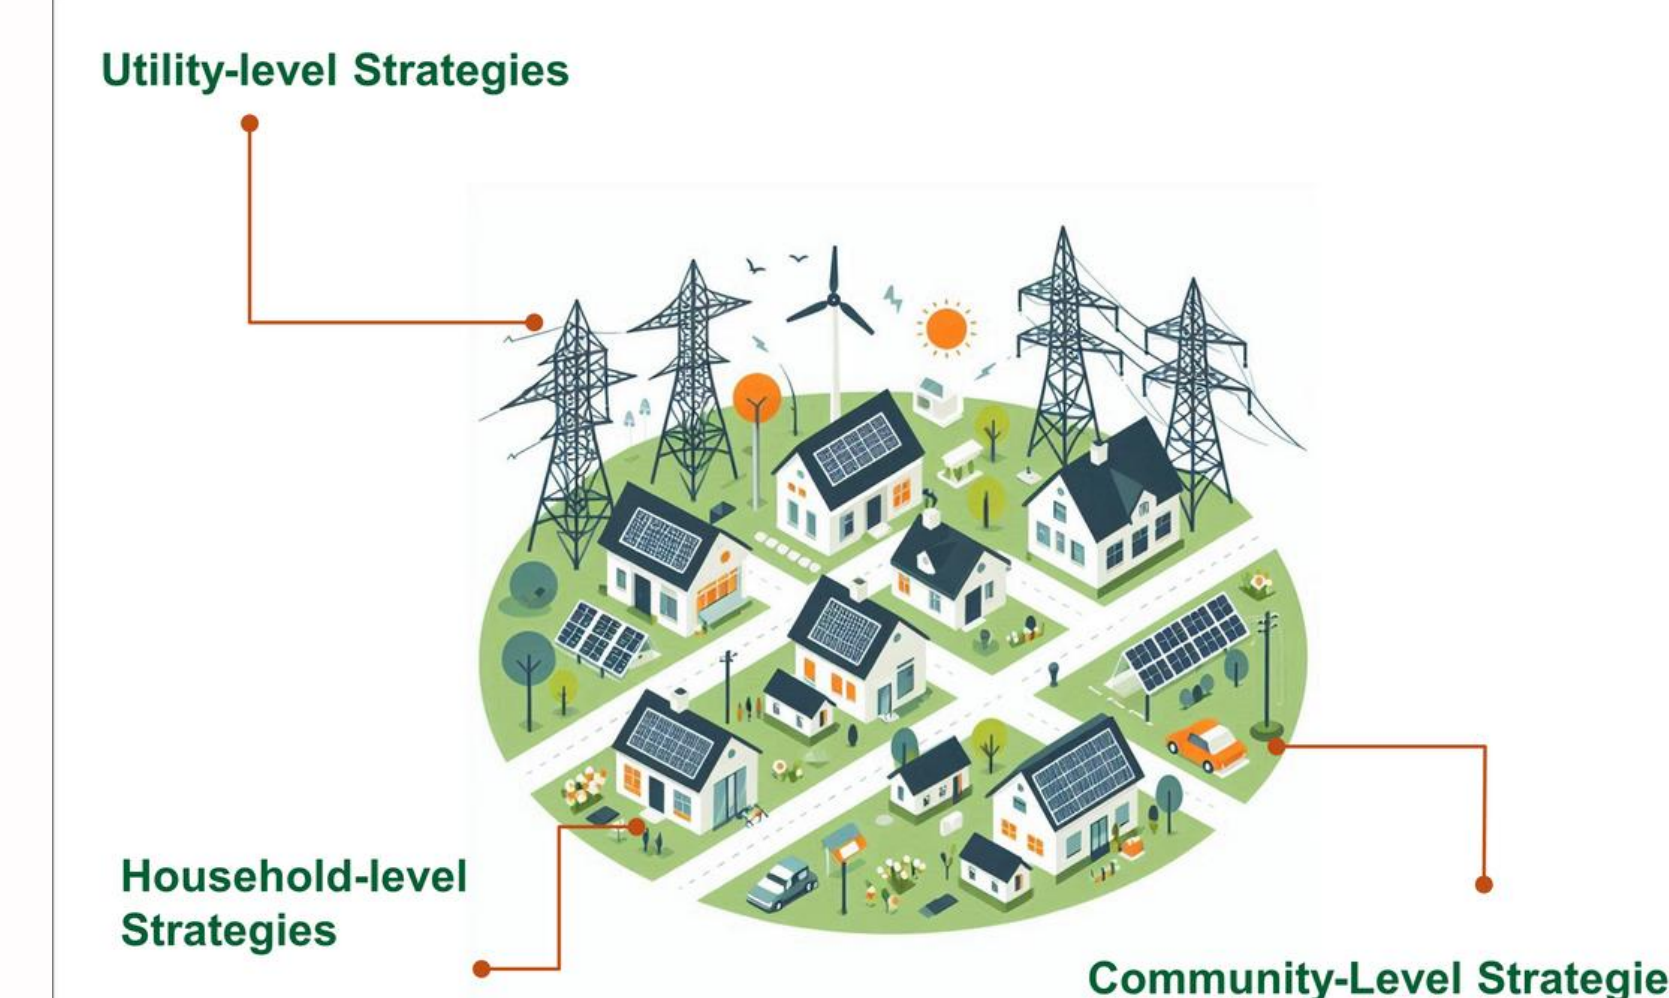 Utility-level Strategies
Household-level
Strategies
Community-Level Strategie